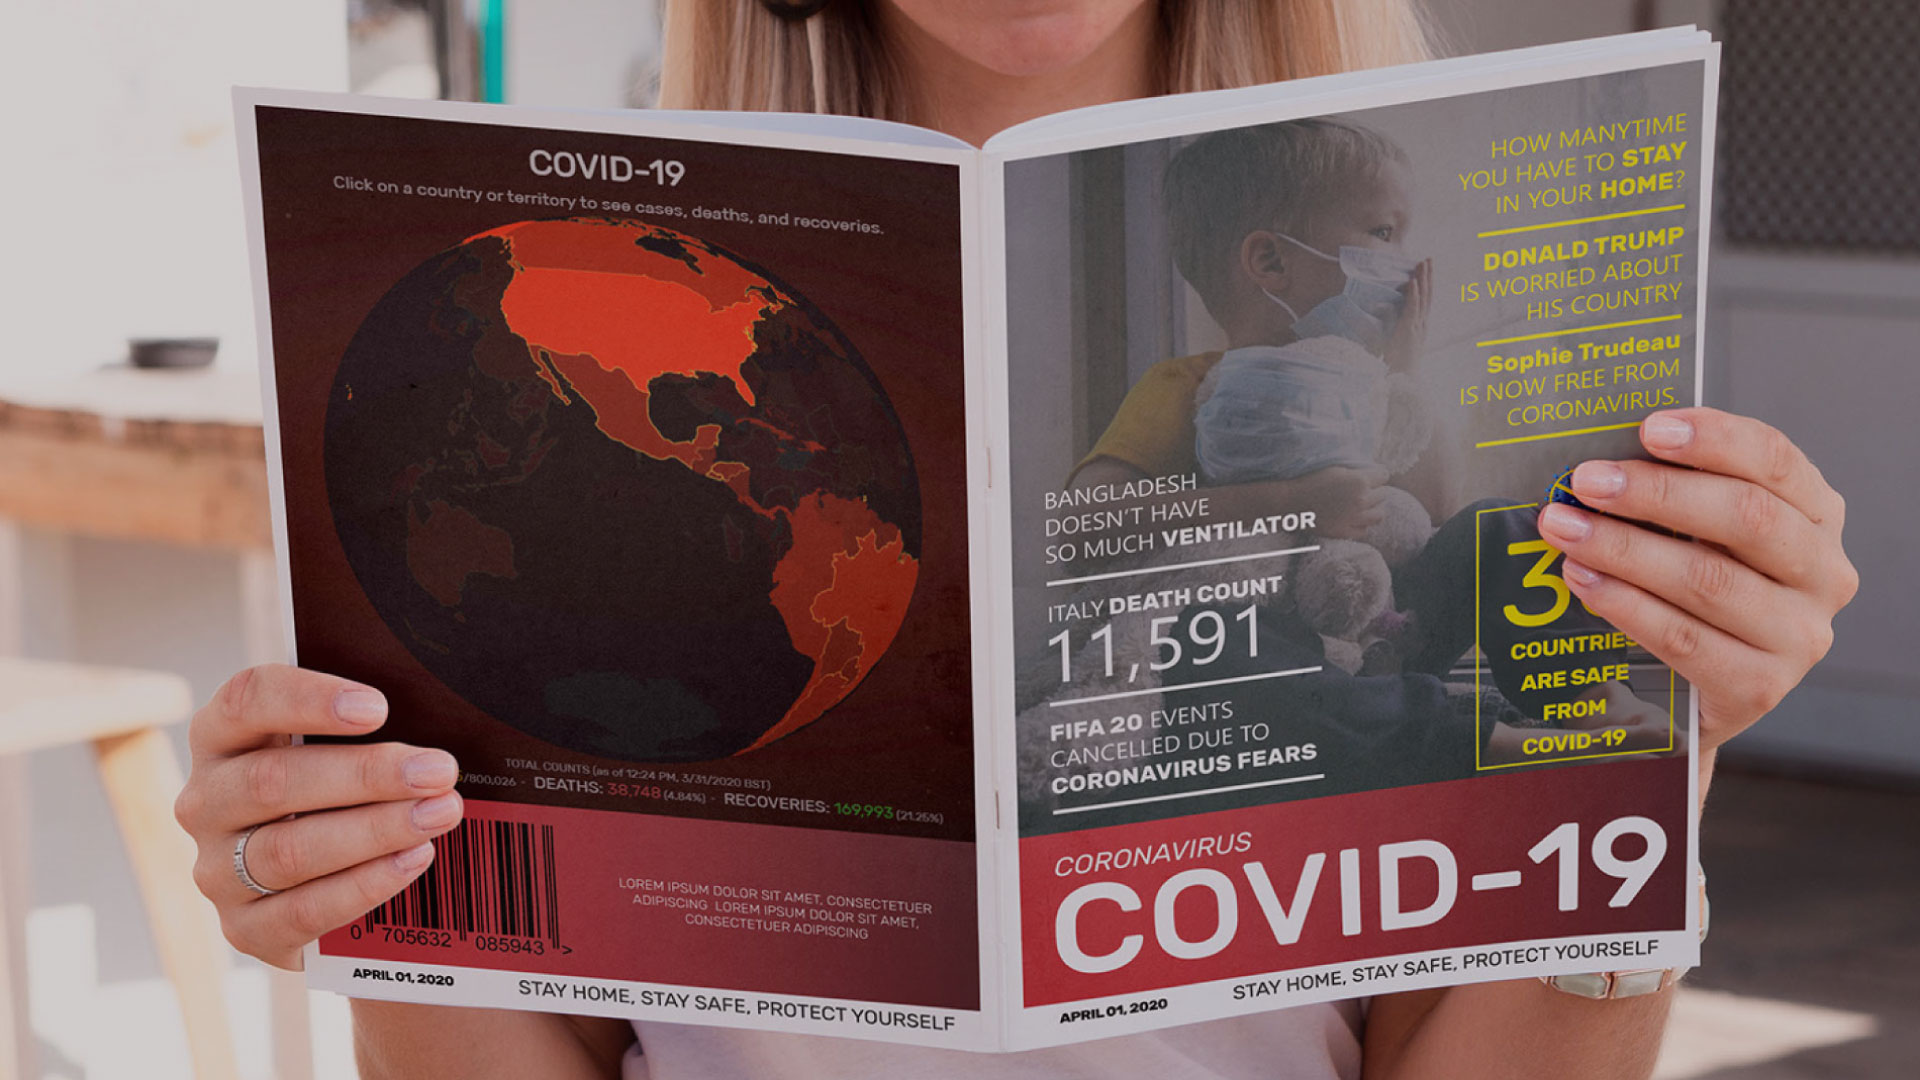 COVID-19
Click on a country or territory to see cases, deaths, and recoveries.
TOTAL COUNTS (as of 12:24 PM, 3/31/2020 BST)
/800,026 - DEATHS: 38,748 (4.84%) - RECOVERIES: 169,993 (21.25%)
0 705632 085943 >
LOREM IPSUM DOLOR SIT AMET, CONSECTETUER
ADIPISCING LOREM IPSUM DOLOR SIT AMET,
CONSECTETUER ADIPISCING
APRIL 01, 2020
STAY HOME, STAY SAFE, PROTECT YOURSELF
HOW MANYTIME
YOU HAVE TO STAY
IN YOUR HOME?
DONALD TRUMP
IS WORRIED ABOUT
HIS COUNTRY
Sophie Trudeau
IS NOW FREE FROM
CORONAVIRUS.
BANGLADESH
DOESN'T HAVE
SO MUCH VENTILATOR
ITALY DEATH COUNT
11,591
FIFA 20 EVENTS
CANCELLED DUE TO
CORONAVIRUS FEARS
COUNTRIES
ARE SAFE
FROM
COVID-19
CORONAVIRUS
COVID-19
APRIL 01, 2020
STAY HOME, STAY SAFE, PROTECT YOURSELF